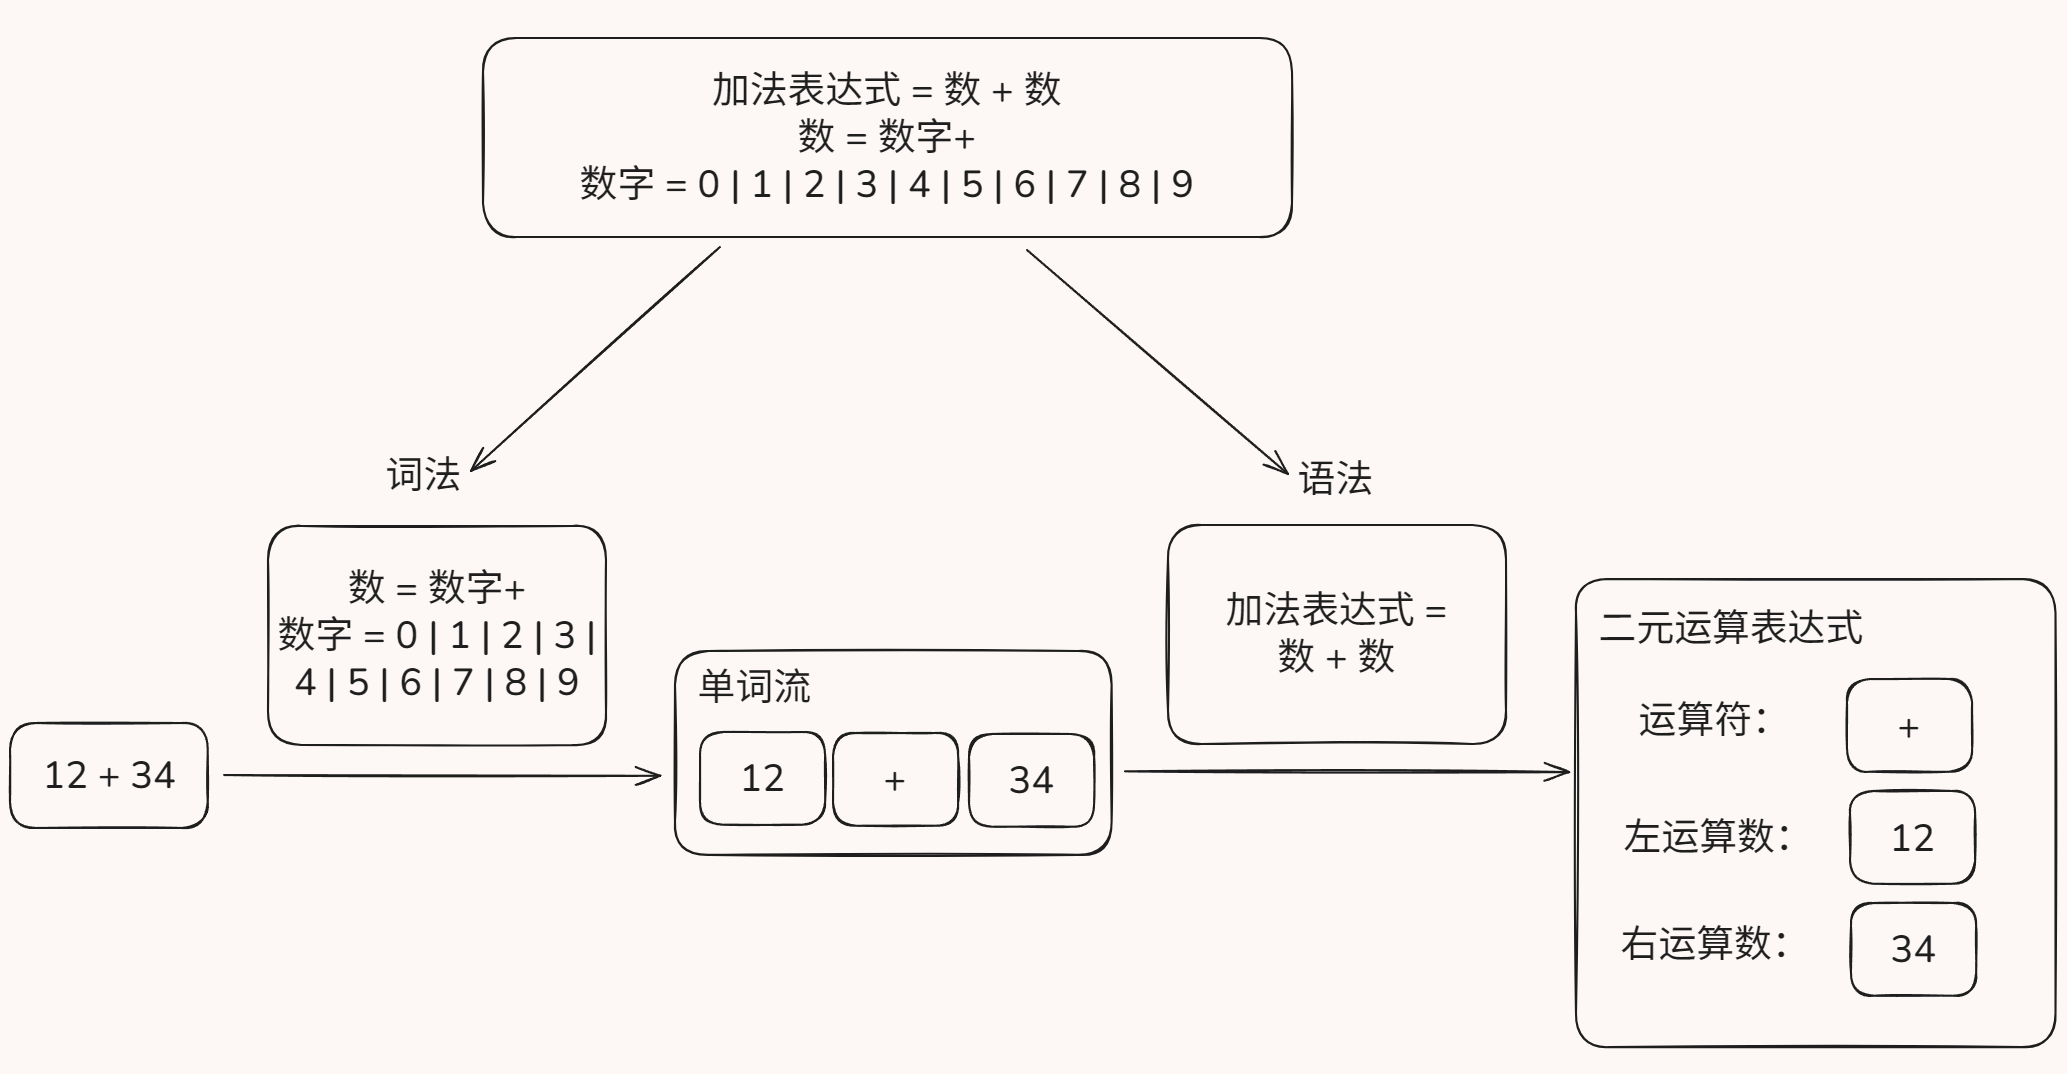 加法表达式 = 数 + 数
数 = 数字+
数字 = 0 | 1 | 2 | 3 | 4 | 5 | 6 | 7 | 8 | 9
词法
语法
数 = 数字+
数字 = 0 | 1 | 2 | 3 |
4 | 5 | 6 | 7 | 8 | 9
加法表达式 =
数 + 数
12 + 34
单词流
12
+
34
二元运算表达式
运算符：
+
左运算数：
12
右运算数：
34